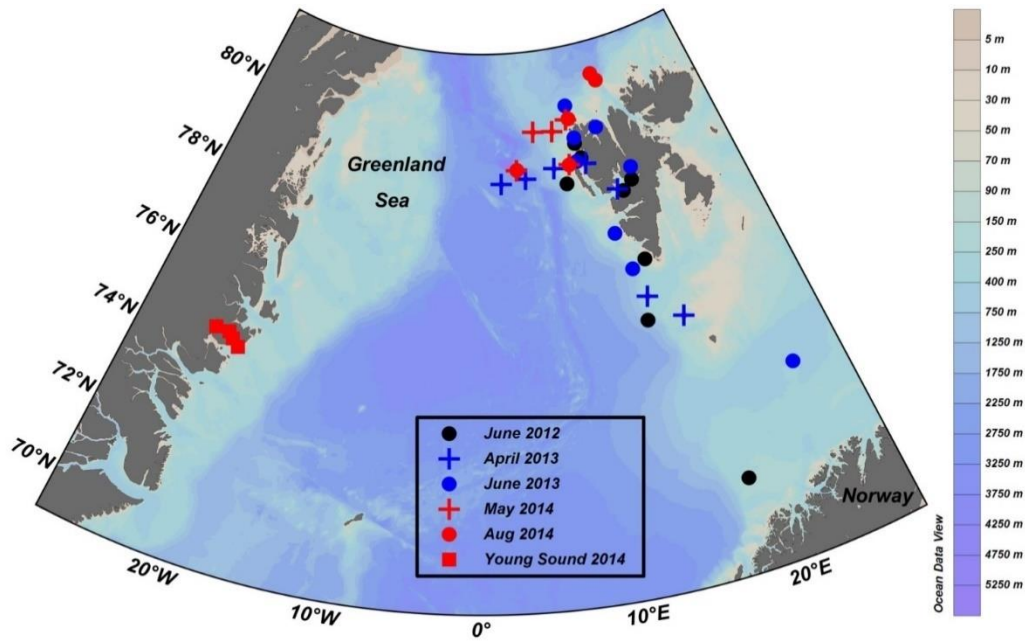 80°N
78°N
76°N
74°N
72°N
70°N
20°W
10°W
0°
10°E
20°E
Greenland
Sea
Norway
June 2012
April 2013
June 2013
May 2014
Aug 2014
Young Sound 2014
Ocean Data View
5 m
10 m
30 m
50 m
70 m
90 m
150 m
250 m
400 m
750 m
1250 m
1750 m
2250 m
2750 m
3250 m
3750 m
4250 m
4750 m
5250 m